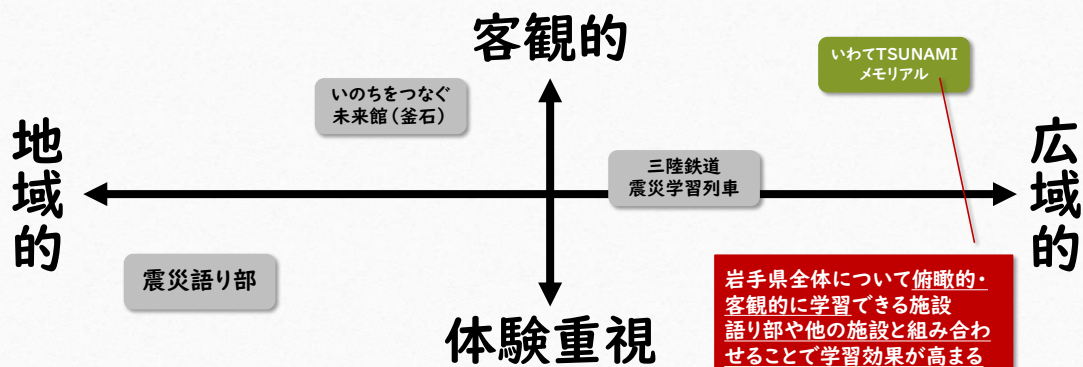 客観的
いわてTSUNAMI
メモリアル
いのちをつなぐ
未来館(釜石)
地域的
広域的
三陸鉄道
震災学習列車
震災語り部
岩手県全体について俯瞰的・
客観的に学習できる施設
語り部や他の施設と組み合わ
せることで学習効果が高まる
体験重視